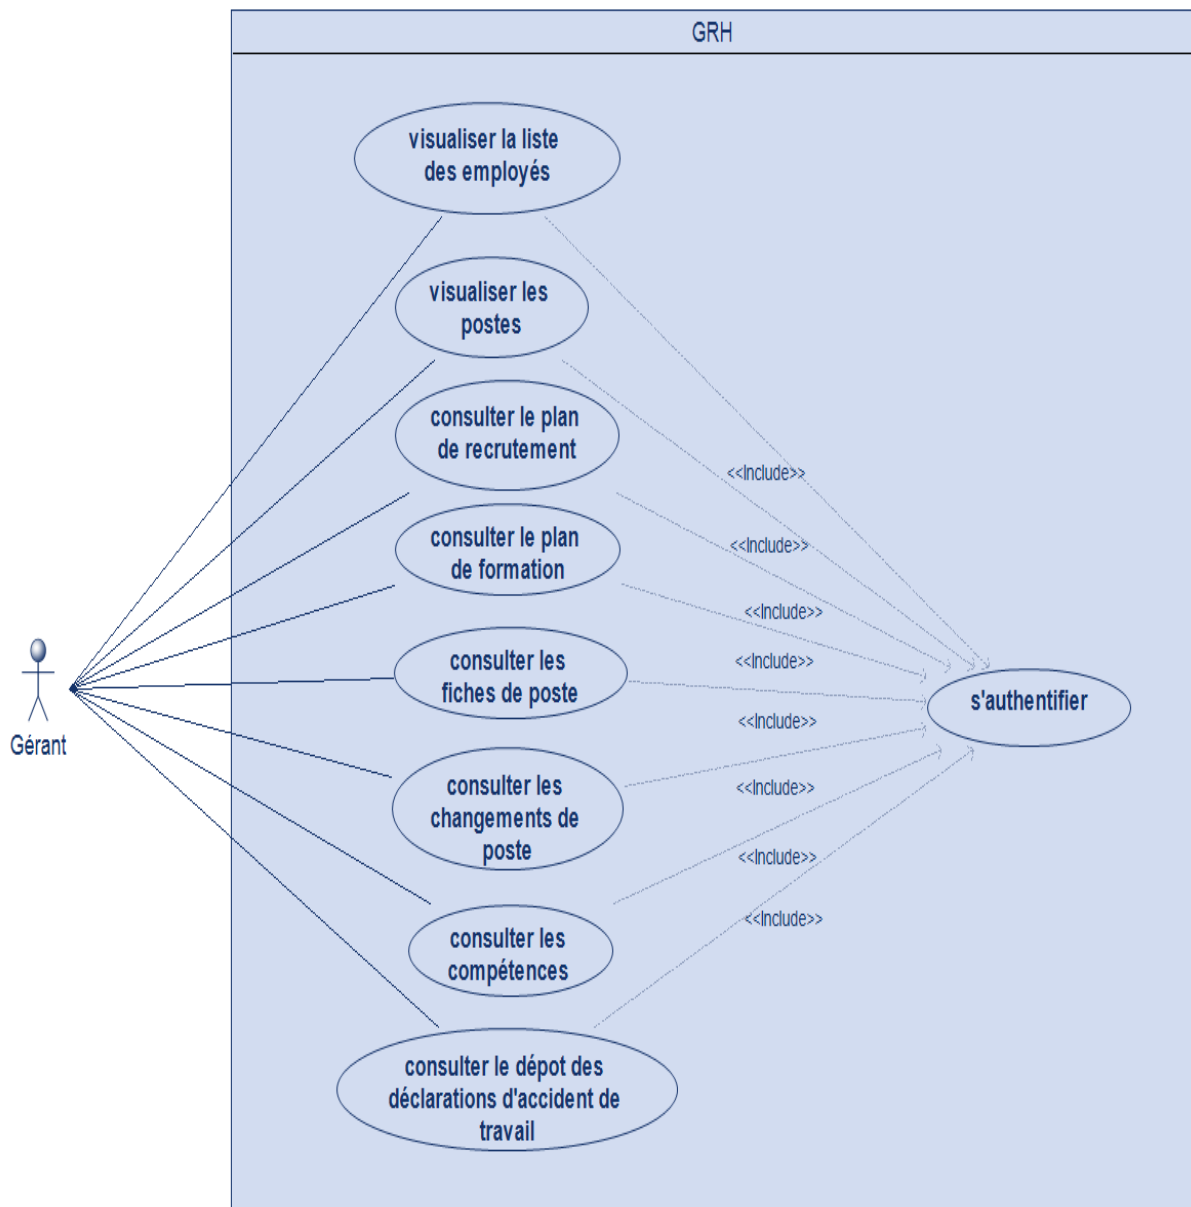 GRH
visualiser la liste
des employés
visualiser les
postes
consulter le plan
de recrutement
<<Include>>
consulter le plan
de formation
<<Include>>
<<Include>>
consulter les
fiches de poste
<<Include>>
s'authentifier
<<Include>>
Gérant
consulter les
changements de
poste
<<Include>>
<<Include>>
<<Include>>
consulter les
compétences
consulter le dépot des
déclarations d'accident de
travail